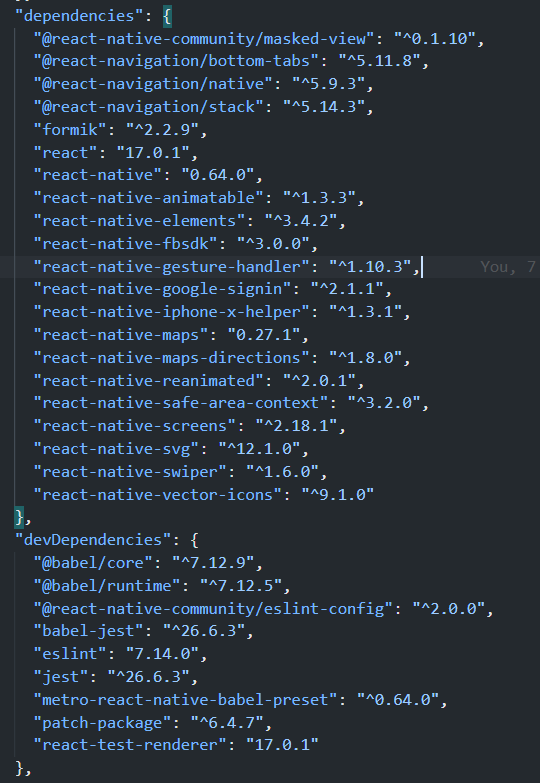 "dependencies": {
"@react-native-community/masked-view": "^0.1.10",
"@react-navigation/bottom-tabs": "^5.11.8",
"@react-navigation/native": "^5.9.3",
"@react-navigation/stack": "^5.14.3",
"formik": "^2.2.9",
"react": "17.0.1",
"react-native": "0.64.0",
"react-native-animatable": "^1.3.3",
"react-native-elements": "^3.4.2",
"react-native-fbsdk": "^3.0.0",
"react-native-gesture-handler": "^1.10.3", You, 7
"react-native-google-signin": "^2.1.1",
"react-native-iphone-x-helper": "^1.3.1",
"react-native-maps": "0.27.1",
"react-native-maps-directions": "^1.8.0",
"react-native-reanimated": "^2.0.1",
"react-native-safe-area-context": "^3.2.0",
"react-native-screens": "^2.18.1",
"react-native-svg": "^12.1.0",
"react-native-swiper": "^1.6.0",
"react-native-vector-icons": "^9.1.0"
},
"devDependencies": {
"@babel/core": "^7.12.9",
"@babel/runtime": "^7.12.5",
"@react-native-community/eslint-config": "^2.0.0",
"babel-jest": "^26.6.3",
"eslint": "7.14.0",
"jest": "^26.6.3",
"metro-react-native-babel-preset": "^0.64.0",
"patch-package": "^6.4.7",
"react-test-renderer": "17.0.1"
},